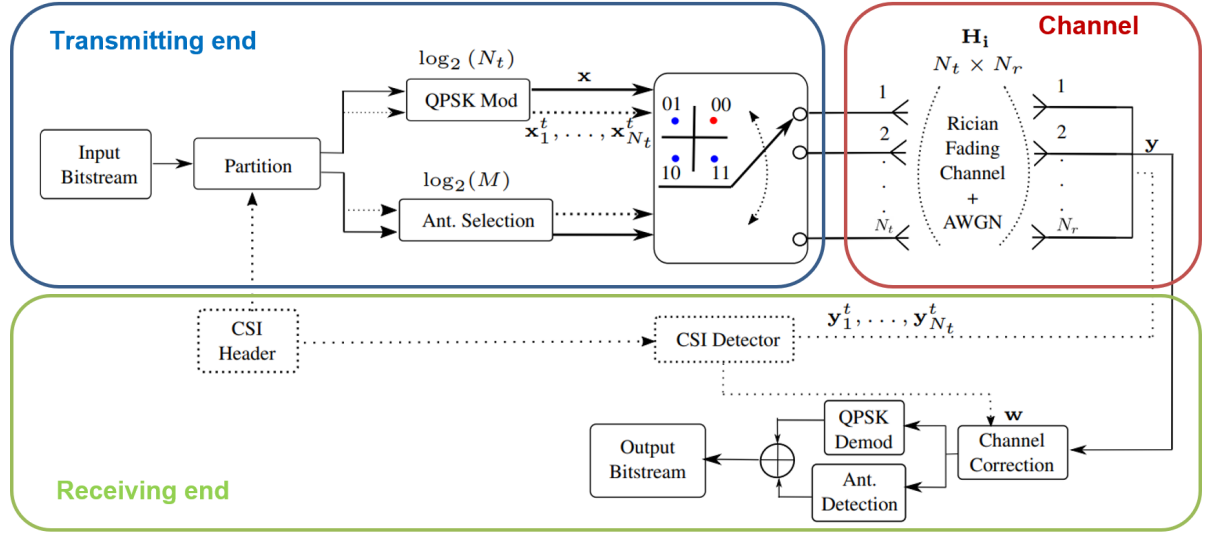 Transmitting end
Channel
log₂ (Nₜ)
QPSK Mod
x
x₁ᵗ, . . . , xᵗ_Nₜ
01 00
10 11
Input
Bitstream
Partition
log₂(M)
Ant. Selection
1
2
.
.
Nₜ
Hᵢ
Nₜ × Nᵣ
Rician
Fading
Channel
+
AWGN
1
2
.
.
Nᵣ
y
CSI
Header
CSI Detector
y₁ᵗ, . . . , yᵗ_Nₜ
w
QPSK
Demod
Channel
Correction
Output
Bitstream
Ant.
Detection
Receiving end